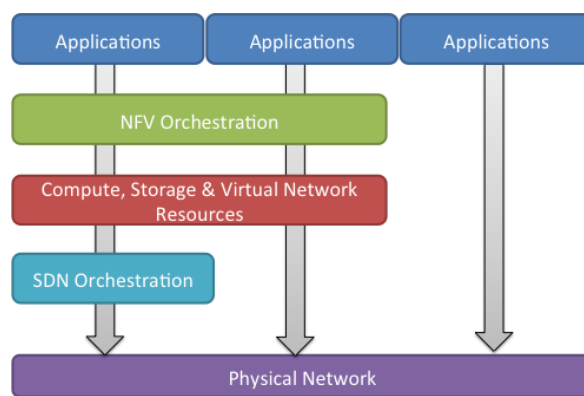 Applications
Applications
Applications
NFV Orchestration
Compute, Storage & Virtual Network
Resources
SDN Orchestration
Physical Network